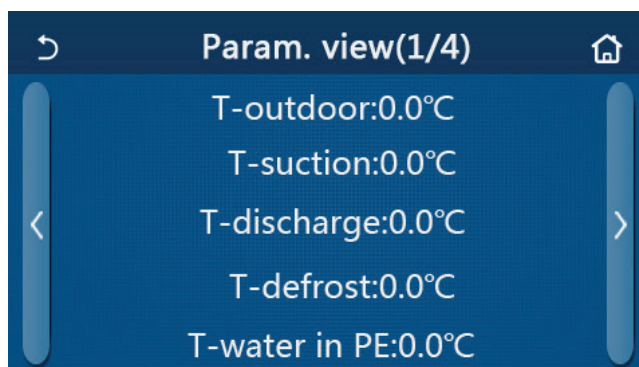 Param. view(1/4)
T-outdoor:0.0℃
T-suction:0.0℃
T-discharge:0.0℃
T-defrost:0.0℃
T-water in PE:0.0℃